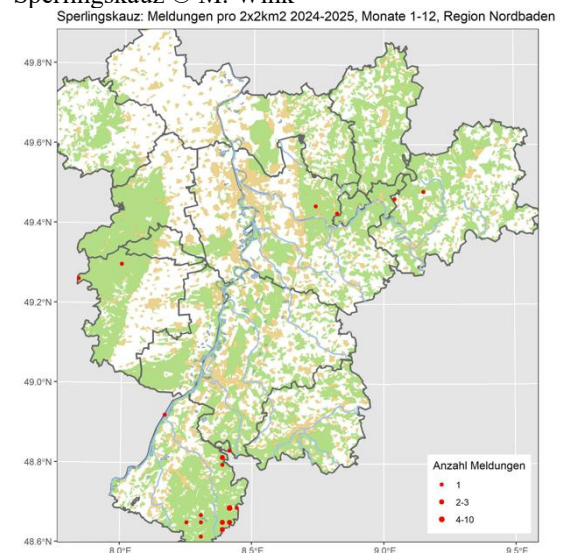 Sperlingskauz © M. Wink
Sperlingskauz: Meldungen pro 2x2km2 2024-2025, Monate 1-12, Region Nordbaden
49.8°N
49.6°N
49.4°N
49.2°N
49.0°N
48.8°N
48.6°N
Anzahl Meldungen
1
2-3
4-10
8.0°E 8.5°E 9.0°E 9.5°E